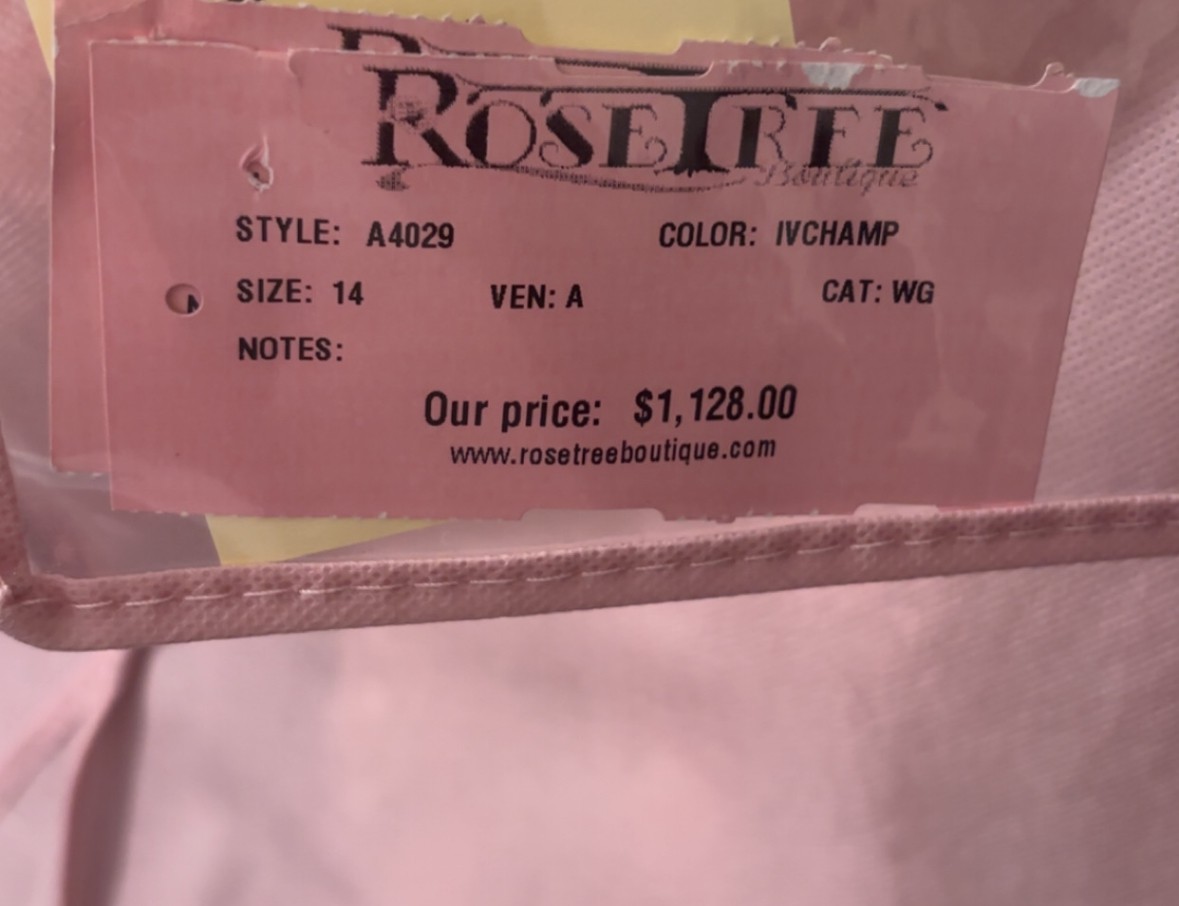 ROSETREE
Boutique
STYLE: A4029 COLOR: IVCHAMP
SIZE: 14 VEN: A CAT: WG
NOTES:
Our price: $1,128.00
www.rosetreeboutique.com